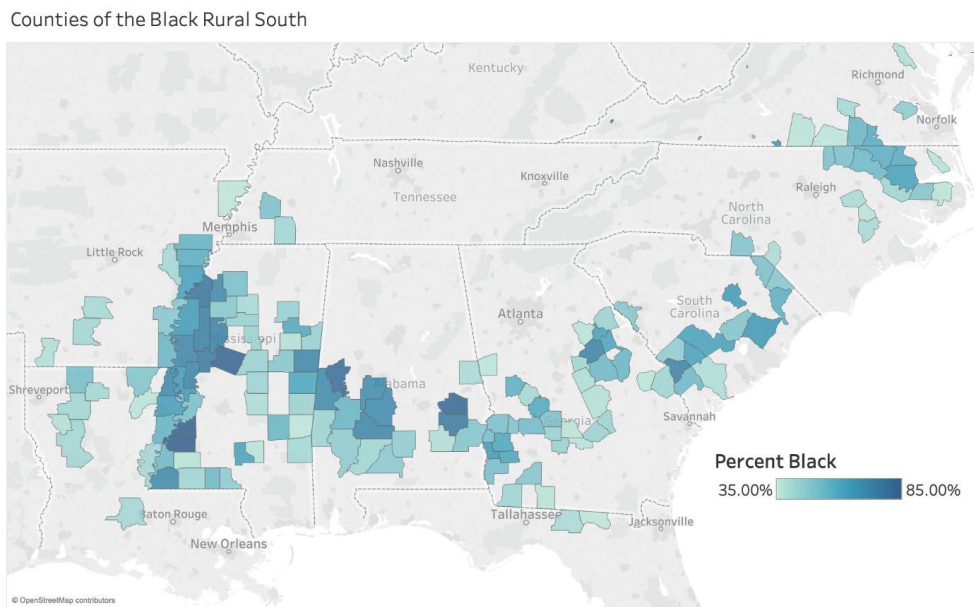 Counties of the Black Rural South
Kentucky
Richmond
Norfolk
Nashville
Knoxville
Tennessee
Raleigh
North
Carolina
Memphis
Little Rock
Atlanta
South
Carolina
Mississippi
Alabama
Shreveport
Georgia
Savannah
Percent Black
35.00%
85.00%
Tallahassee
Jacksonville
Baton Rouge
New Orleans
© OpenStreetMap contributors